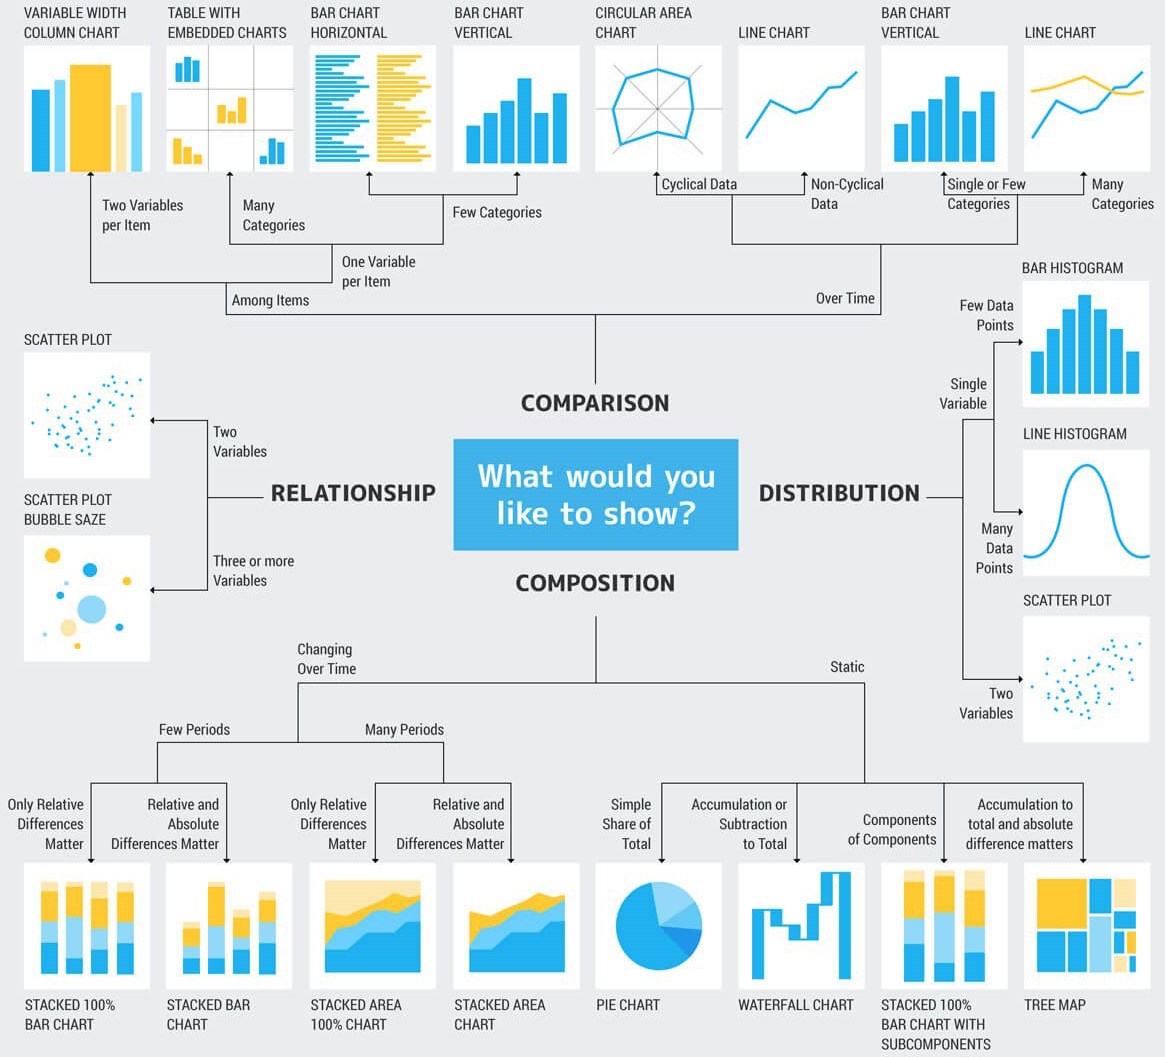 VARIABLE WIDTH
COLUMN CHART
TABLE WITH
EMBEDDED CHARTS
BAR CHART
HORIZONTAL
BAR CHART
VERTICAL
CIRCULAR AREA
CHART
LINE CHART
BAR CHART
VERTICAL
LINE CHART
Two Variables
per Item
Many
Categories
Few Categories
One Variable
per Item
Among Items
Cyclical Data
Non-Cyclical
Data
Single or Few
Categories
Many
Categories
Over Time
COMPARISON
What would you
like to show?
RELATIONSHIP
SCATTER PLOT
Two
Variables
SCATTER PLOT
BUBBLE SAZE
Three or more
Variables
DISTRIBUTION
BAR HISTOGRAM
Few Data
Points
Single
Variable
LINE HISTOGRAM
Many
Data
Points
SCATTER PLOT
Two
Variables
COMPOSITION
Changing
Over Time
Static
Few Periods
Many Periods
Only Relative
Differences
Matter
Relative and
Absolute
Differences Matter
Only Relative
Differences
Matter
Relative and
Absolute
Differences Matter
Simple
Share of
Total
Accumulation or
Subtraction
to Total
Components
of Components
Accumulation to
total and absolute
difference matters
STACKED 100%
BAR CHART
STACKED BAR
CHART
STACKED AREA
100% CHART
STACKED AREA
CHART
PIE CHART
WATERFALL CHART
STACKED 100%
BAR CHART WITH
SUBCOMPONENTS
TREE MAP